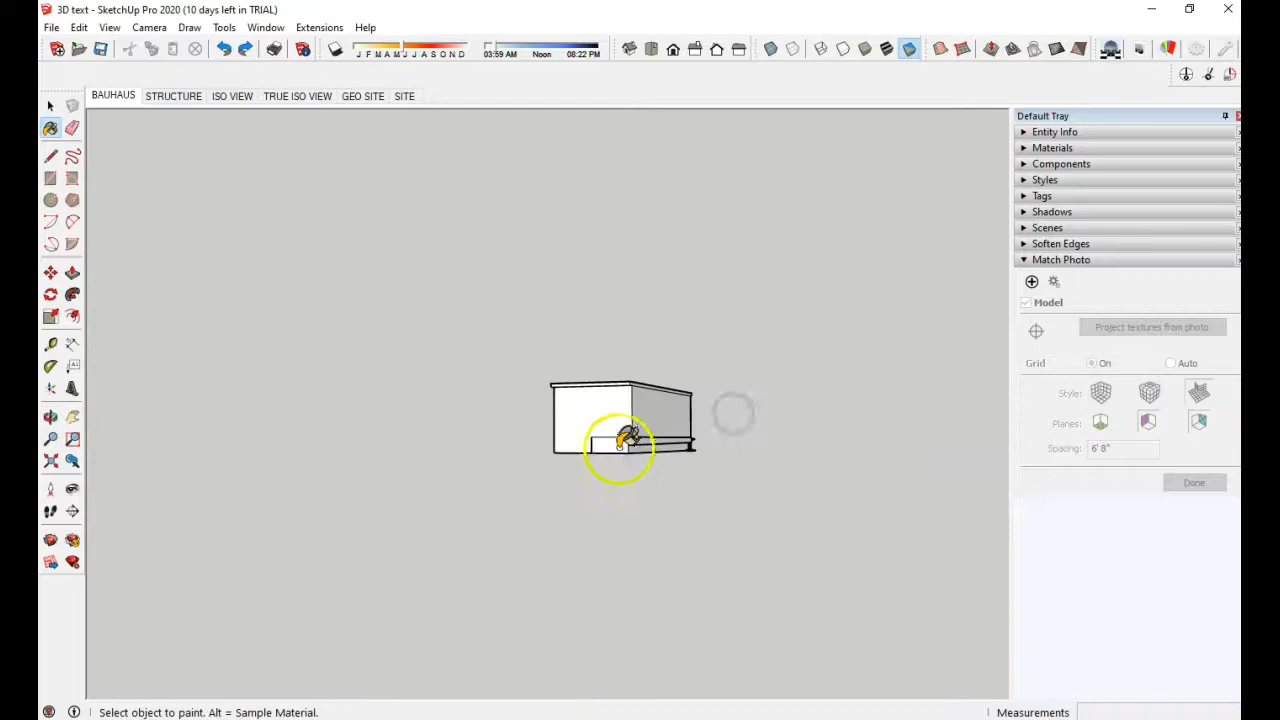 3D text - SketchUp Pro 2020 (10 days left in TRIAL)
File Edit View Camera Draw Tools Window Extensions Help
J F M A M J J A S O N D 03:59 AM Noon 08:22 PM
BAUHAUS STRUCTURE ISO VIEW TRUE ISO VIEW GEO SITE SITE
Default Tray
Entity Info
Materials
Components
Styles
Tags
Shadows
Scenes
Soften Edges
Match Photo
Model
Project textures from photo
Grid On Auto
Style:
Planes:
Spacing: 6' 8"
Done
Select object to paint. Alt = Sample Material.
Measurements